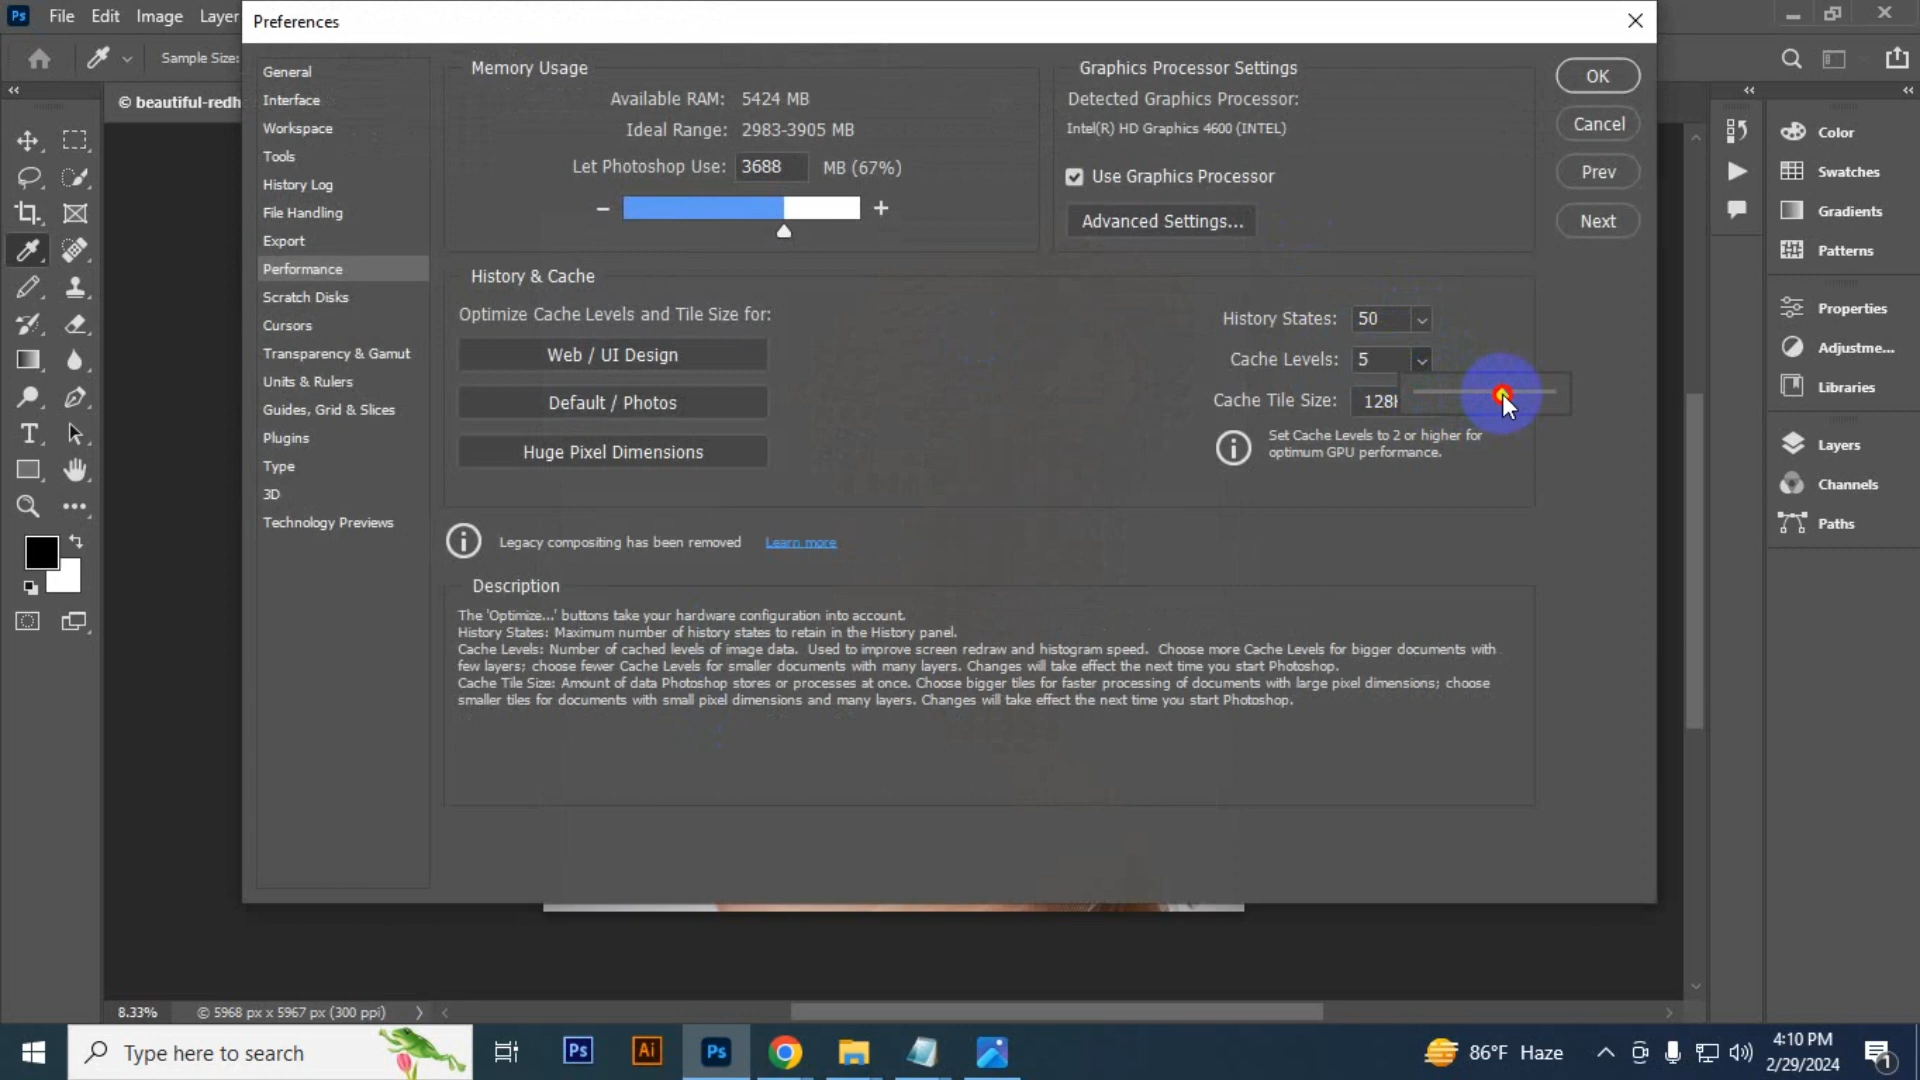 Ps File Edit Image Layer
Preferences
Sample Size:
© beautiful-redh
General
Interface
Workspace
Tools
History Log
File Handling
Export
Performance
Scratch Disks
Cursors
Transparency & Gamut
Units & Rulers
Guides, Grid & Slices
Plugins
Type
3D
Technology Previews
Memory Usage
Available RAM: 5424 MB
Ideal Range: 2983-3905 MB
Let Photoshop Use: 3688 MB (67%)
− +
Graphics Processor Settings
Detected Graphics Processor:
Intel(R) HD Graphics 4600 (INTEL)
Use Graphics Processor
Advanced Settings...
OK
Cancel
Prev
Next
History & Cache
Optimize Cache Levels and Tile Size for:
Web / UI Design
Default / Photos
Huge Pixel Dimensions
History States: 50
Cache Levels: 5
Cache Tile Size: 128
Set Cache Levels to 2 or higher for
optimum GPU performance.
Legacy compositing has been removed Learn more
Description
The 'Optimize...' buttons take your hardware configuration into account.
History States: Maximum number of history states to retain in the History panel.
Cache Levels: Number of cached levels of image data. Used to improve screen redraw and histogram speed. Choose more Cache Levels for bigger documents with
few layers; choose fewer Cache Levels for smaller documents with many layers. Changes will take effect the next time you start Photoshop.
Cache Tile Size: Amount of data Photoshop stores or processes at once. Choose bigger tiles for faster processing of documents with large pixel dimensions; choose
smaller tiles for documents with small pixel dimensions and many layers. Changes will take effect the next time you start Photoshop.
Color
Swatches
Gradients
Patterns
Properties
Adjustme...
Libraries
Layers
Channels
Paths
8.33% © 5968 px x 5967 px (300 ppi)
Type here to search
Ps Ai Ps
86°F Haze
4:10 PM
2/29/2024
1